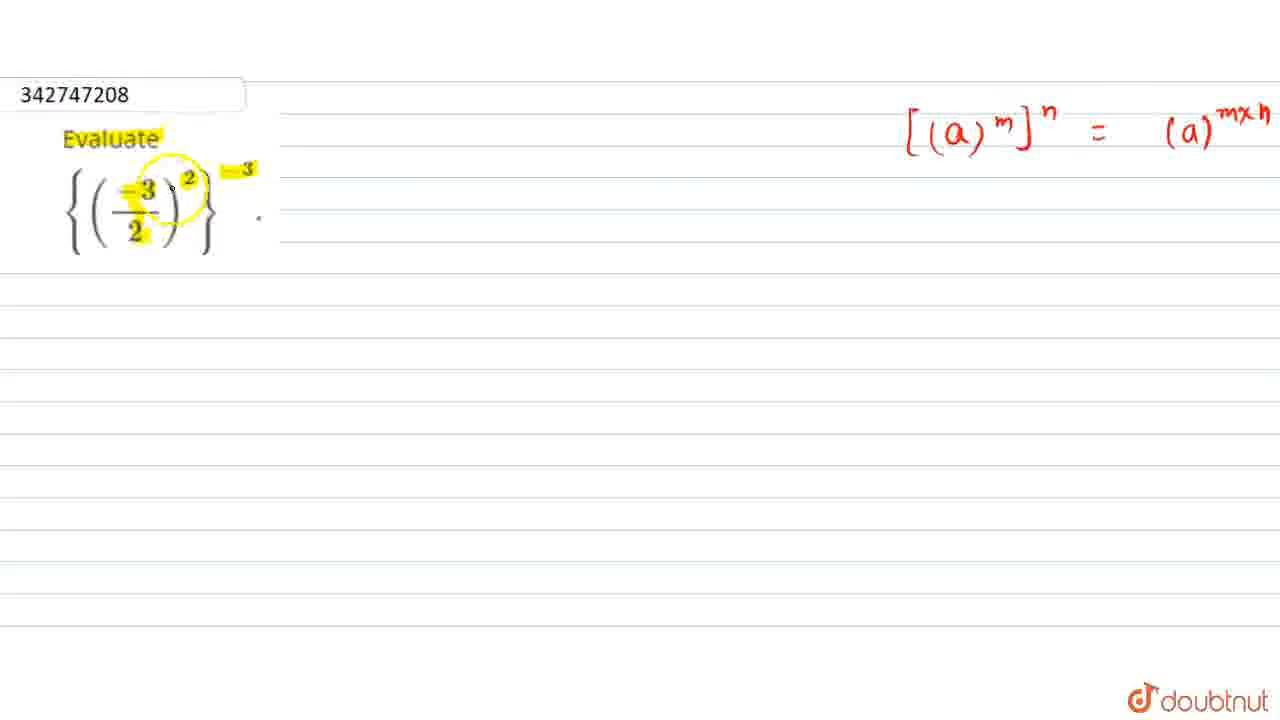 342747208
Evaluate
{(-3/2)^2}^-3 .
[(a)^m]^n = (a)^m×n
doubtnut